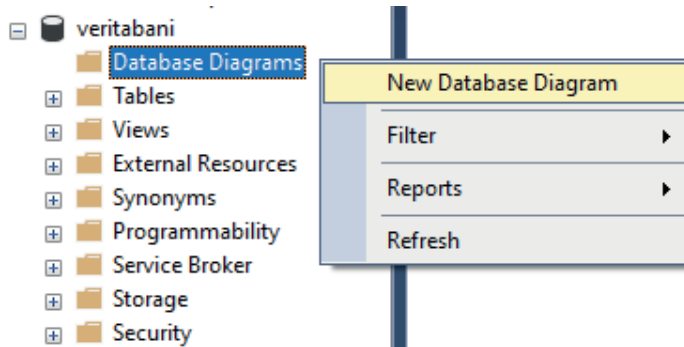 veritabani
Database Diagrams
Tables
Views
External Resources
Synonyms
Programmability
Service Broker
Storage
Security
New Database Diagram
Filter
Reports
Refresh